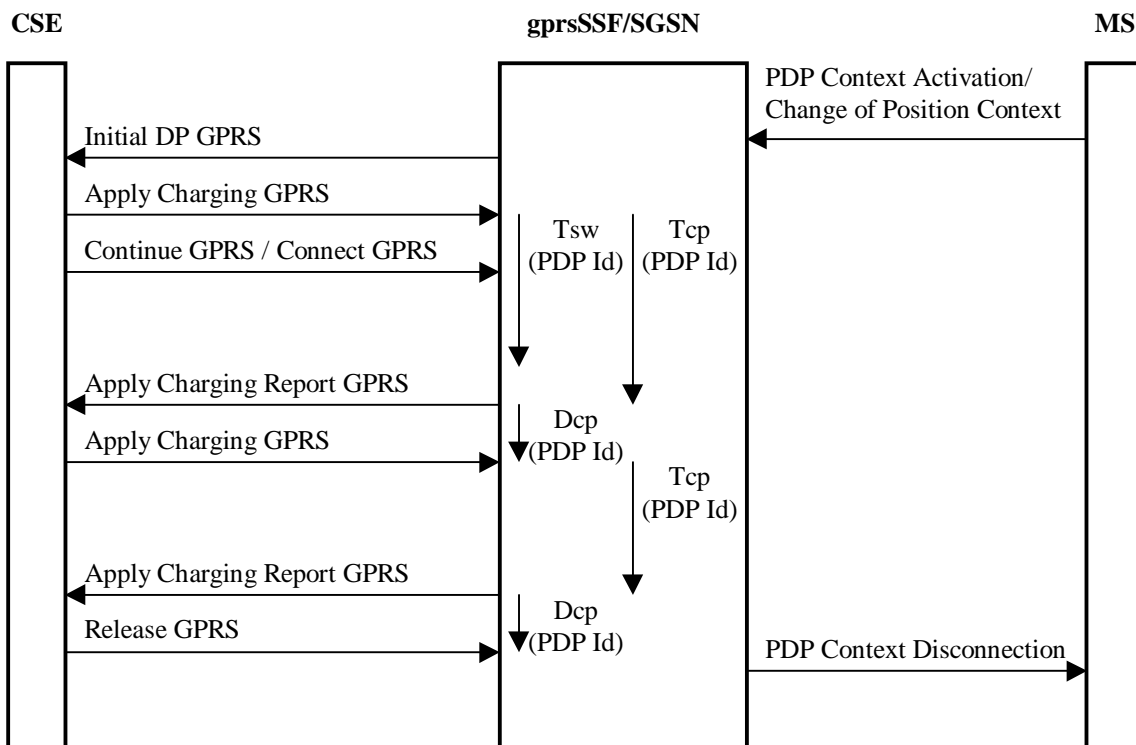 CSE
gprsSSF/SGSN
MS
PDP Context Activation/
Change of Position Context
Initial DP GPRS
Apply Charging GPRS
Tsw
(PDP Id)
Tcp
(PDP Id)
Continue GPRS / Connect GPRS
Apply Charging Report GPRS
Dcp
(PDP Id)
Apply Charging GPRS
Tcp
(PDP Id)
Apply Charging Report GPRS
Dcp
(PDP Id)
Release GPRS
PDP Context Disconnection